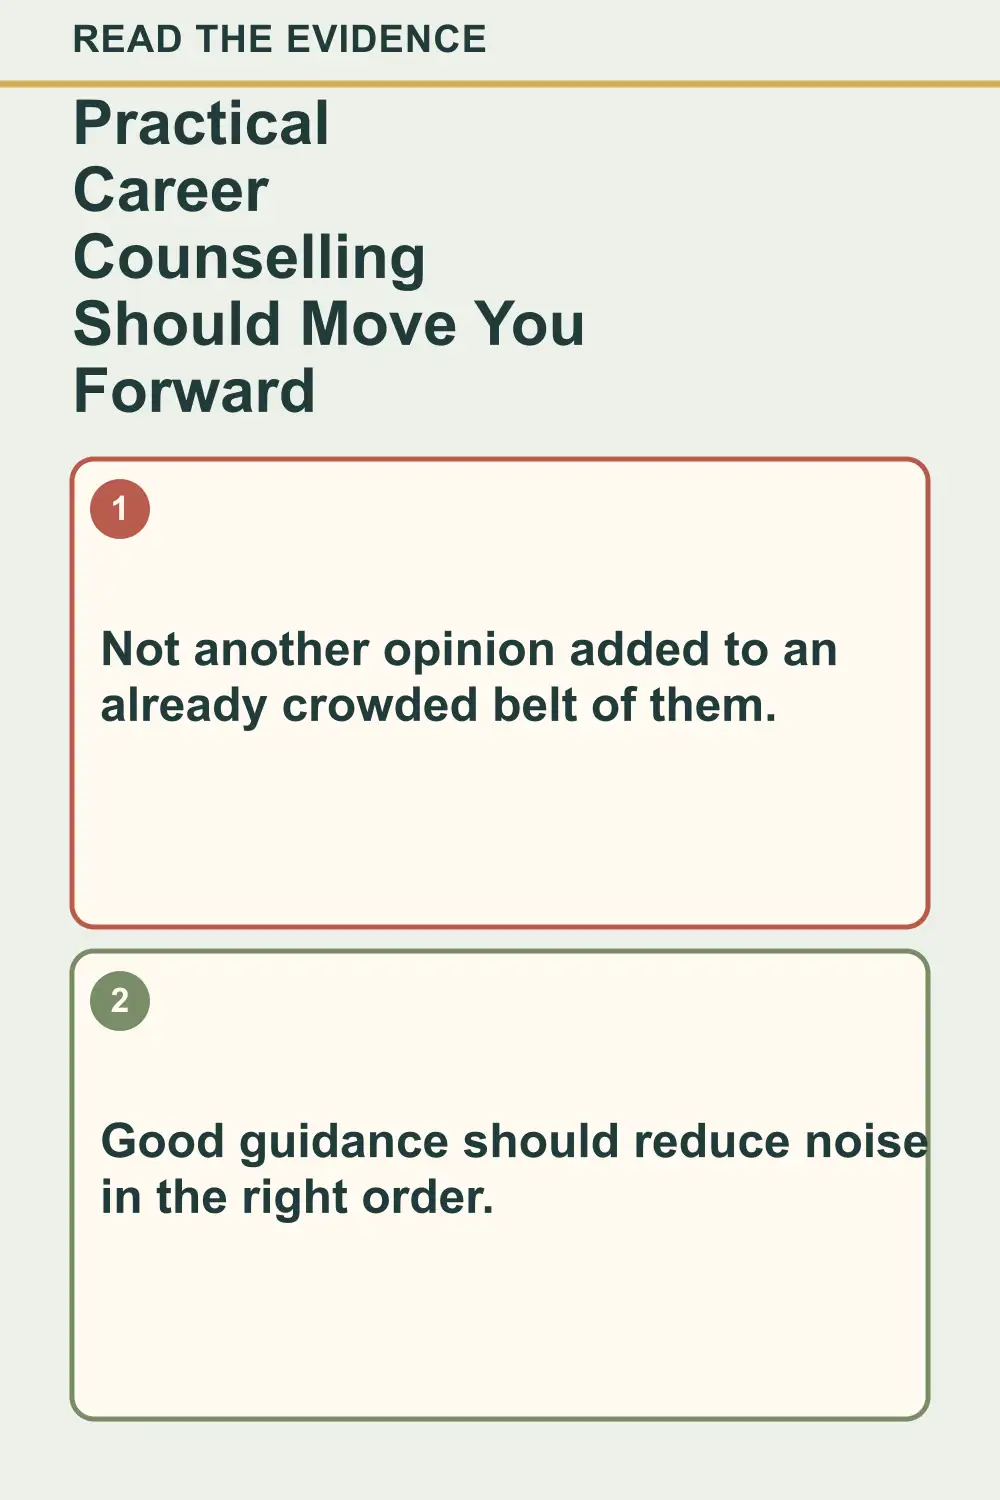 READ THE EVIDENCE
Practical
Career
Counselling
Should Move You
Forward
1
Not another opinion added to an
already crowded belt of them.
2
Good guidance should reduce noise
in the right order.